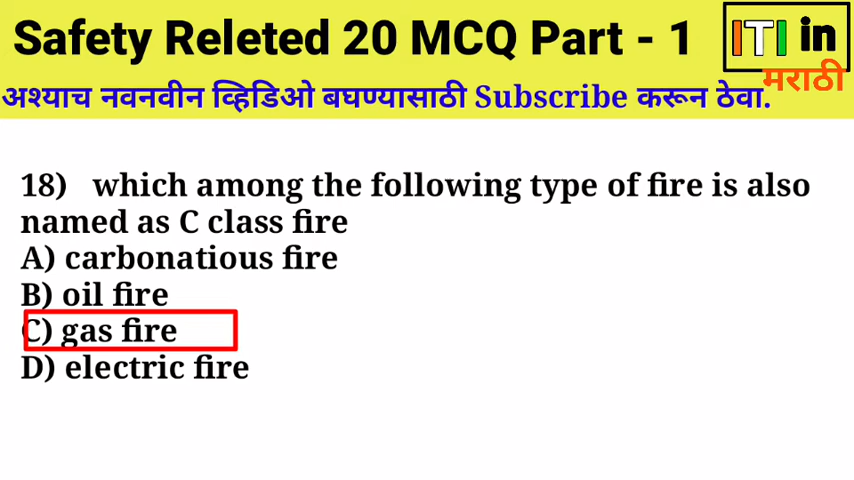 Safety Releted 20 MCQ Part - 1
ITI in
मराठी
अश्याच नवनवीन व्हिडिओ बघण्यासाठी Subscribe करून ठेवा.
18) which among the following type of fire is also
named as C class fire
A) carbonatious fire
B) oil fire
C) gas fire
D) electric fire